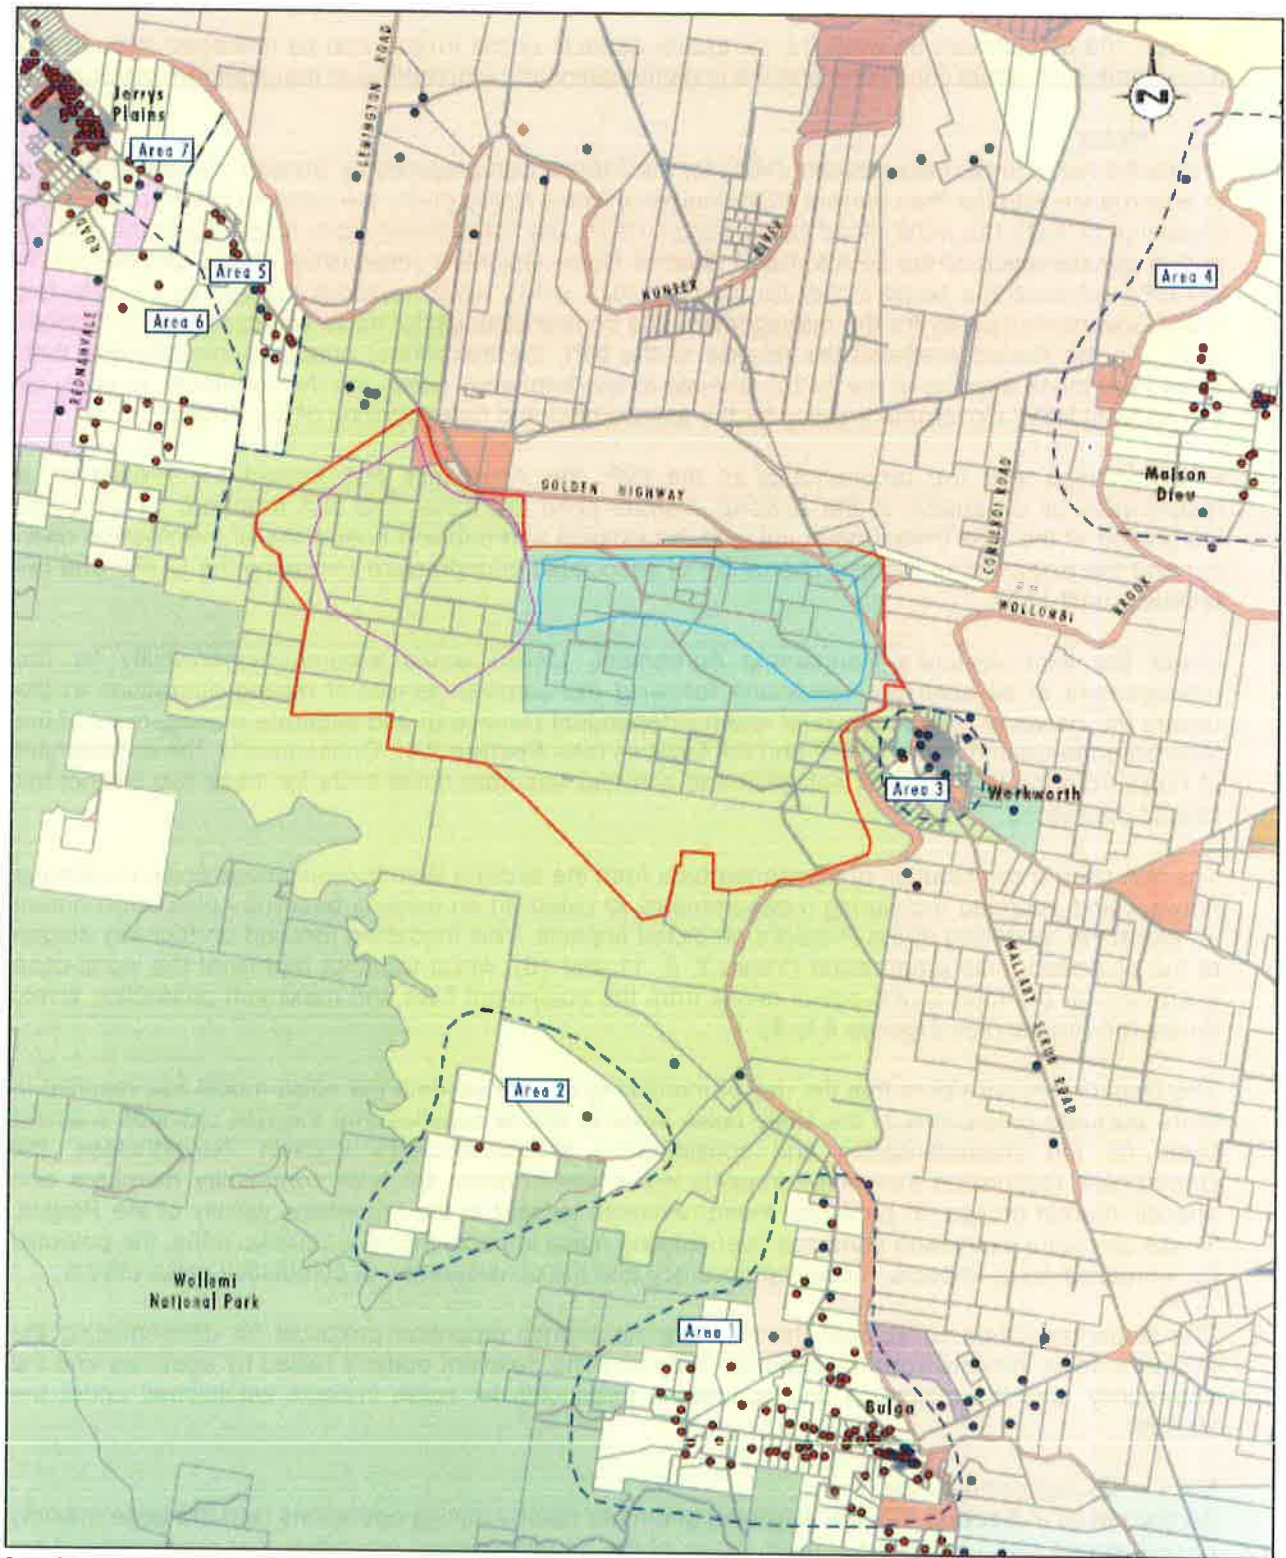 Jerrys
Plains
LEMINGTON ROAD
N
Area 7
ROAD
Area 5
HUNTER
RIVER
Area 4
Area 6
REDMANVALE
GOLDEN HIGHWAY
COMLEROI ROAD
Maison
Dieu
WOLLOMBI
BROOK
Area 3
Warkworth
WALLABY SCRUB ROAD
Area 2
Wollemi
National Park
Area 1
Bulga